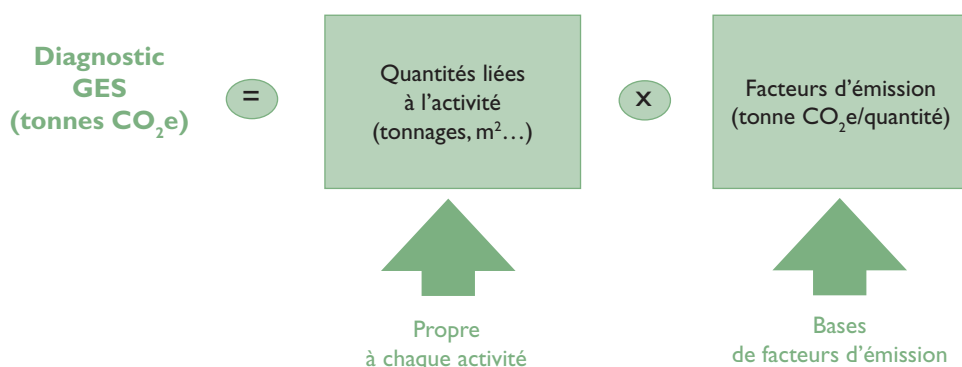 Diagnostic
GES
(tonnes CO₂e)
=
Quantités liées
à l'activité
(tonnages, m²…)
x
Facteurs d'émission
(tonne CO₂e/quantité)
Propre
à chaque activité
Bases
de facteurs d'émission